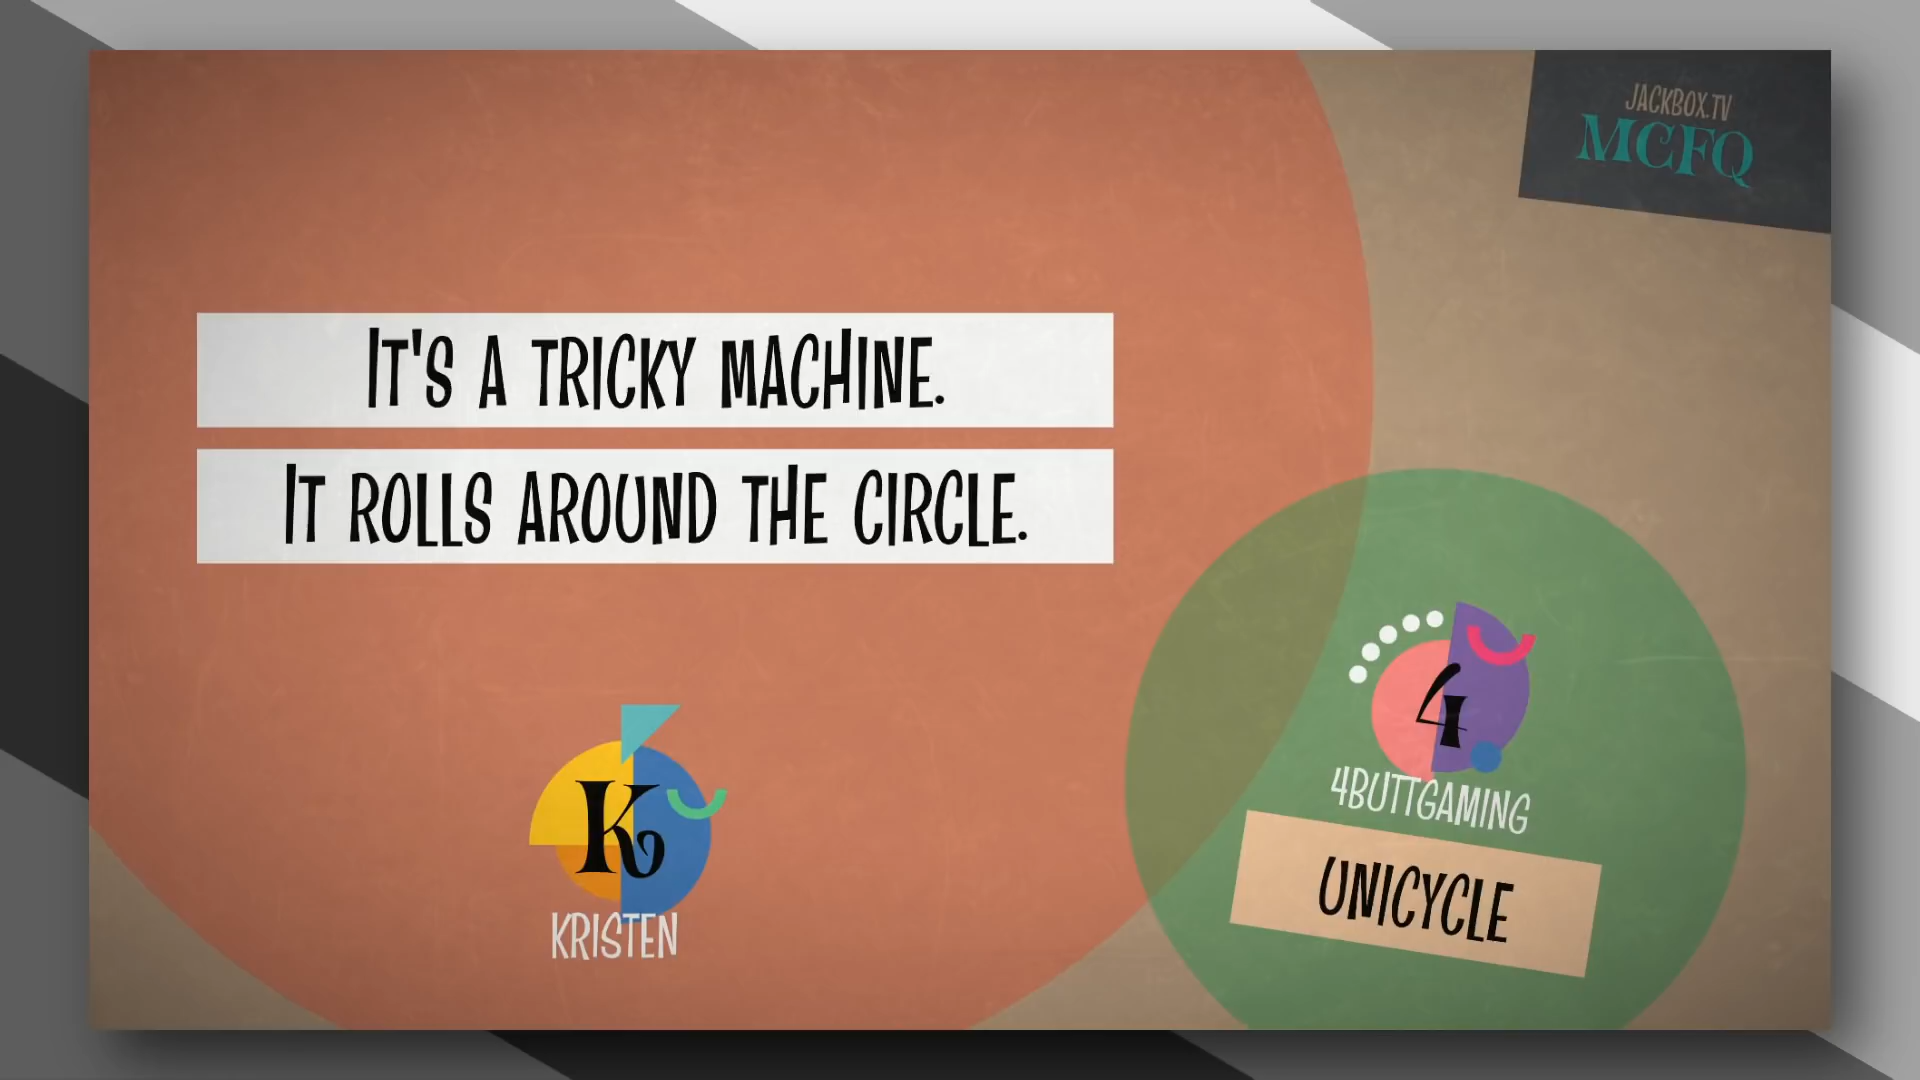 JACKBOX.TV
MCFQ
IT'S A TRICKY MACHINE.
IT ROLLS AROUND THE CIRCLE.
K
KRISTEN
4
4BUTTGAMING
UNICYCLE